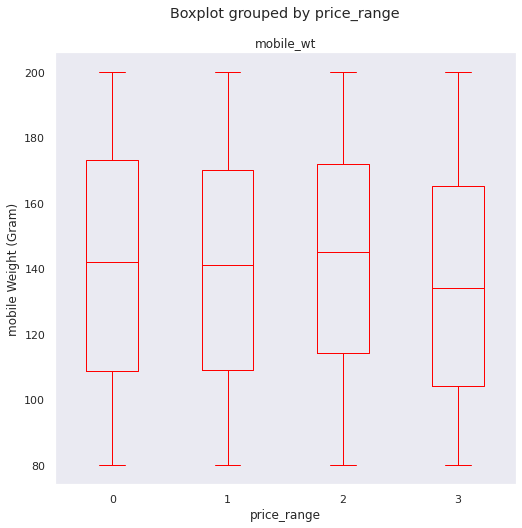 Boxplot grouped by price_range
mobile_wt
mobile Weight (Gram)
200
180
160
140
120
100
80
0 1 2 3
price_range